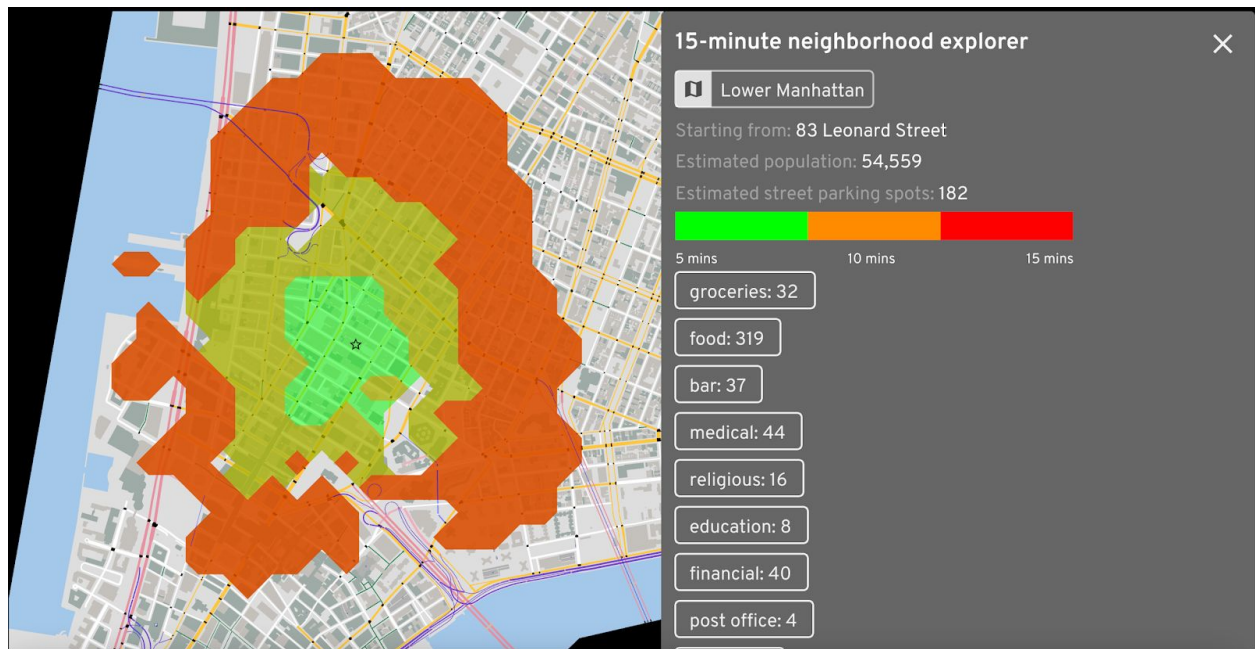 15-minute neighborhood explorer
Lower Manhattan
Starting from: 83 Leonard Street
Estimated population: 54,559
Estimated street parking spots: 182
5 mins 10 mins 15 mins
groceries: 32
food: 319
bar: 37
medical: 44
religious: 16
education: 8
financial: 40
post office: 4